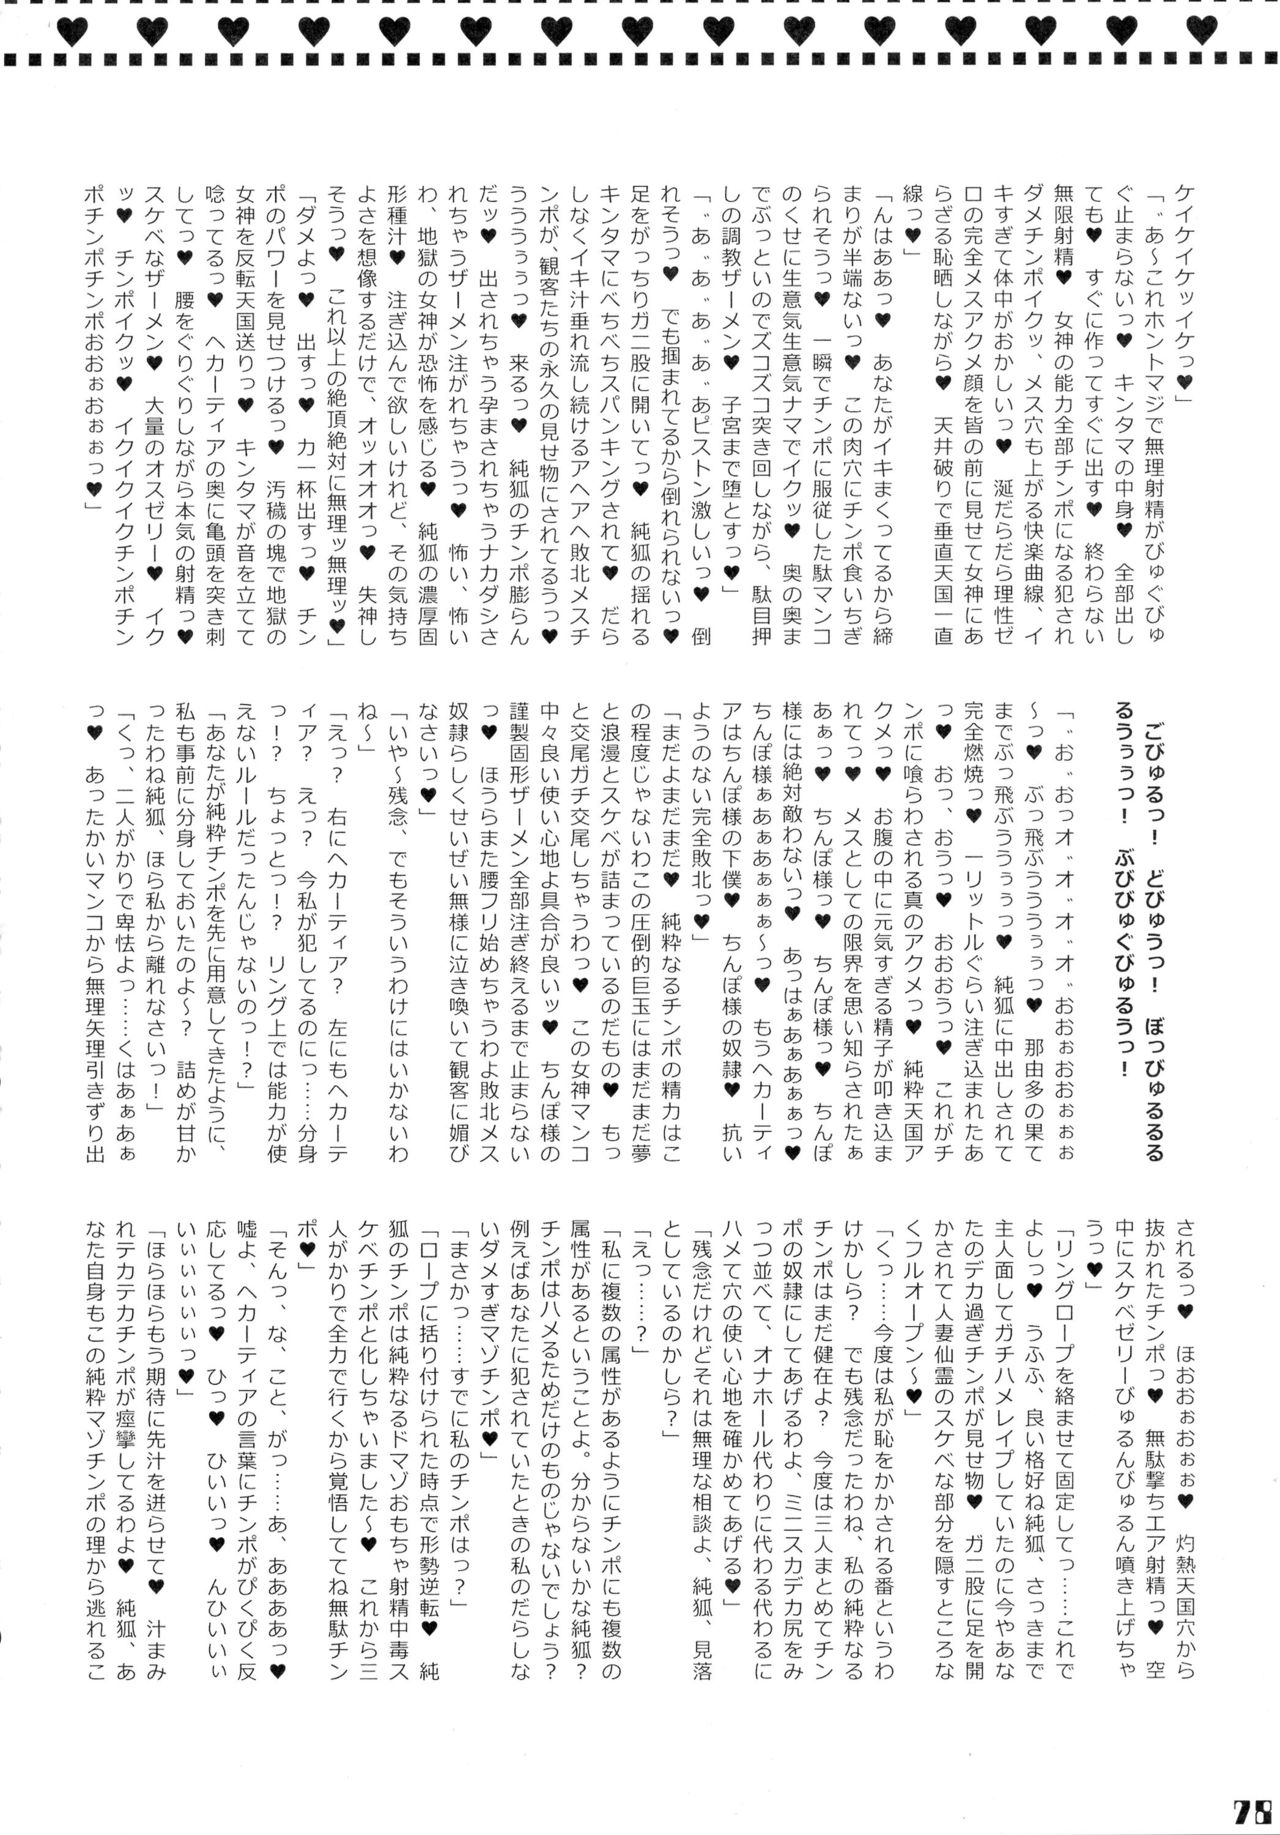 ケイケイケッイケっ♥」
「゛あ～これホントマジで無理射精がびゅぐびゅ
ぐ止まらないっ♥　キンタマの中身♥　全部出し
ても♥　すぐに作ってすぐに出す♥　終わらない
無限射精♥　女神の能力全部チンポになる犯され
ダメチンポイクッ、メス穴も上がる快楽曲線、イ
キすぎて体中がおかしいっ♥　涎だらだら理性ゼ
ロの完全メスアクメ顔を皆の前に見せて女神にあ
らざる恥晒しながら♥　天井破りで垂直天国一直
線っ♥」
「んはああっ♥　あなたがイキまくってるから締
まりが半端ないっ♥　この肉穴にチンポ食いちぎ
られそうっ♥　一瞬でチンポに服従した駄マンコ
のくせに生意気生意気ナマでイクッ♥　奥の奥ま
でぶっといのでズコズコ突き回しながら、駄目押
しの調教ザーメン♥　子宮まで堕とすっ♥」
「゛あ゛あ゛あ゛あ゛あピストン激しいっ♥　倒
れそうっ♥　でも掴まれてるから倒れられないっ♥
足をがっちりガニ股に開いてっ♥　純狐の揺れる
キンタマにべちべちスパンキングされて♥　だら
しなくイキ汁垂れ流し続けるアヘアヘ敗北メスチ
ンポが、観客たちの永久の見せ物にされてるうっ♥
うううぅぅっ♥　来るっ♥　純狐のチンポ膨らん
だッ♥　出されちゃう孕まされちゃうナカダシさ
れちゃうザーメン注がれちゃうっ♥　怖い、怖い
わ、地獄の女神が恐怖を感じる♥　純狐の濃厚固
形種汁♥　注ぎ込んで欲しいけれど、その気持ち
よさを想像するだけで、オッオオオっ♥　失神し
そうっ♥　これ以上の絶頂絶対に無理ッ無理ッ♥」
「ダメよっ♥　出すっ♥　力一杯出すっ♥　チン
ポのパワーを見せつけるっ♥　汚穢の塊で地獄の
女神を反転天国送りっ♥　キンタマが音を立てて
唸ってるっ♥　ヘカーティアの奥に亀頭を突き刺
してっ♥　腰をぐりぐりしながら本気の射精っ♥
スケベなザーメン♥　大量のオスゼリー♥　イク
ッ♥　チンポイクッ♥　イクイクイクチンポチン
ポチンポチンポおおぉおぉぉっ♥」
ごびゅるっ！　どびゅうっ！　ぼっびゅるるる
るうぅぅっ！　ぶびびゅぐびゅるうっ！
「゛お゛おっオ゛オ゛オ゛オ゛おおぉおおぉぉぉ
～っ♥　ぶっ飛ぶうううぅぅっ♥　那由多の果て
までぶっ飛ぶううぅぅっ♥　純狐に中出しされて
完全燃焼っ♥　一リットルぐらい注ぎ込まれたあ
っ♥　おっ、おうっ♥　おおおうっ♥　これがチ
ンポに喰らわされる真のアクメっ♥　純粋天国ア
クメっ♥　お腹の中に元気すぎる精子が叩き込ま
れてっ♥　メスとしての限界を思い知らされたぁ
あぁっ♥　ちんぽ様っ♥　ちんぽ様っ♥　ちんぽ
様には絶対敵わないっ♥　あっはぁあぁあぁぁっ♥
ちんぽ様ぁあぁあぁぁぁ～っ♥　もうヘカーティ
アはちんぽ様の下僕♥　ちんぽ様の奴隷♥　抗い
ようのない完全敗北っ♥」
「まだよまだまだ♥　純粋なるチンポの精力はこ
の程度じゃないわこの圧倒的巨玉にはまだまだ夢
と浪漫とスケベが詰まっているのだもの♥　もっ
と交尾ガチ交尾しちゃうわっ♥　この女神マンコ
中々良い使い心地よ具合が良いッ♥　ちんぽ様の
謹製固形ザーメン全部注ぎ終えるまで止まらない
っ♥　ほうらまた腰フリ始めちゃうわよ敗北メス
奴隷らしくせいぜい無様に泣き喚いて観客に媚び
なさいっ♥」
「いや～残念、でもそういうわけにはいかないわ
ね～」
「えっ？　右にヘカーティア？　左にもヘカーテ
ィア？　えっ？　今私が犯してるのにっ……分身
っ！？　ちょっとっ！？　リング上では能力が使
えないルールだったんじゃないのっ！？」
「あなたが純粋チンポを先に用意してきたように、
私も事前に分身しておいたのよ～？　詰めが甘か
ったわね純狐、ほら私から離れなさいっ！」
「くっ、二人がかりで卑怯よっ……くはあぁあぁ
っ♥　あったかいマンコから無理矢理引きずり出
されるっ♥　ほおおぉおぉぉ♥　灼熱天国穴から
抜かれたチンポっ♥　無駄撃ちエア射精っ♥　空
中にスケベゼリーびゅるんびゅるん噴き上げちゃ
うっ♥」
「リングロープを絡ませて固定してっ……これで
よしっ♥　うふふ、良い格好ね純狐、さっきまで
主人面してガチハメレイプしていたのに今やあな
たのデカ過ぎチンポが見せ物♥　ガニ股に足を開
かされて人妻仙霊のスケベな部分を隠すところな
くフルオープン～♥」
「くっ……今度は私が恥をかかされる番というわ
けかしら？　でも残念だったわね、私の純粋なる
チンポはまだ健在よ？　今度は三人まとめてチン
ポの奴隷にしてあげるわよ、ミニスカデカ尻をみ
っつ並べて、オナホール代わりに代わる代わるに
ハメて穴の使い心地を確かめてあげる♥」
「残念だけれどそれは無理な相談よ、純狐、見落
としているのかしら？」
「えっ……？」
「私に複数の属性があるようにチンポにも複数の
属性があるということよ。分からないかな純狐？
チンポはハメるためだけのものじゃないでしょう？
例えばあなたに犯されていたときの私のだらしな
いダメすぎマゾチンポ♥」
「まさかっ……すでに私のチンポはっ？」
「ロープに括り付けられた時点で形勢逆転♥　純
狐のチンポは純粋なるドマゾおもちゃ射精中毒ス
ケベチンポと化しちゃいました～♥　これから三
人がかりで全力で行くから覚悟しててね無駄チン
ポ♥」
「そんっ、な、こと、がっ……あ、ああああっ♥
嘘よ、ヘカーティアの言葉にチンポがぴくぴく反
応してるっ♥　ひっ♥　ひいいっ♥　んひいいぃ
いぃぃいぃいぃっ♥」
「ほらほらもう期待に先汁を迸らせて♥　汁まみ
れテカテカチンポが痙攣してるわよ♥　純狐、あ
なた自身もこの純粋マゾチンポの理から逃れるこ
78